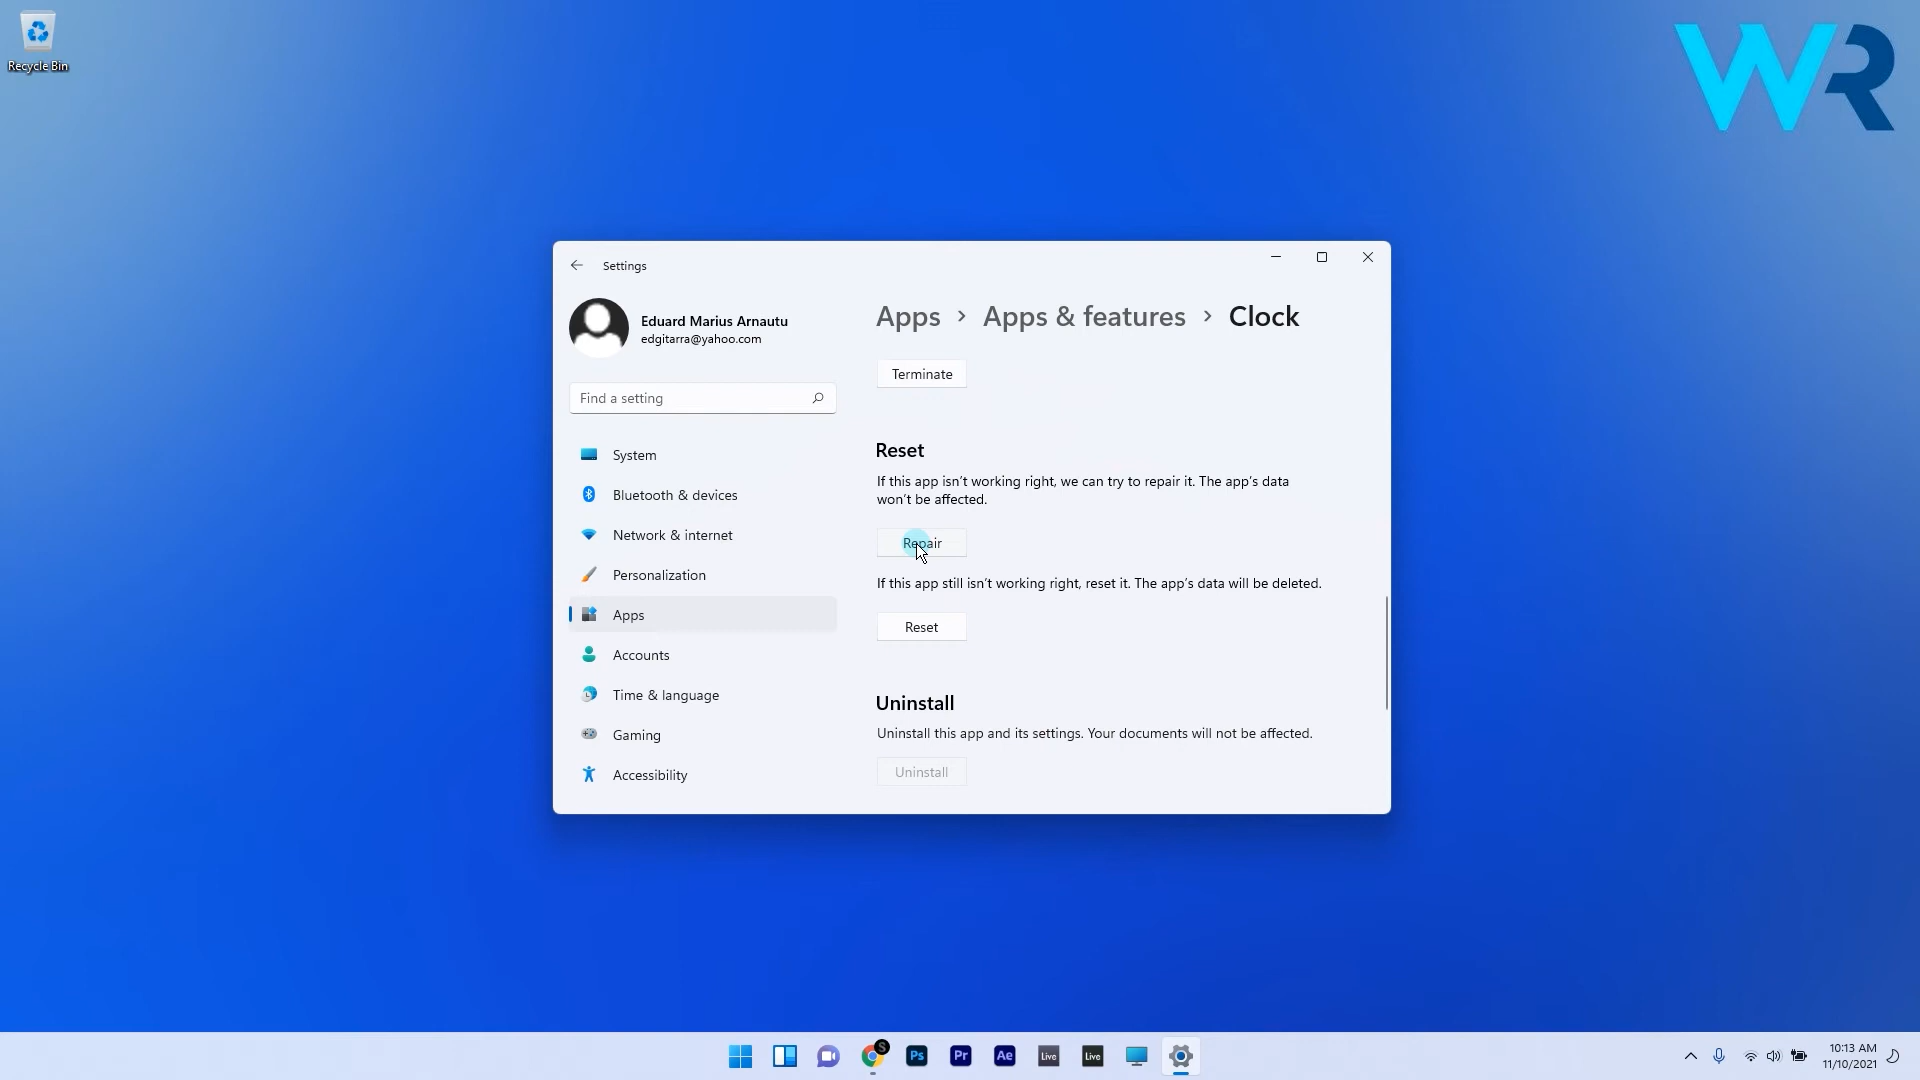 Recycle Bin
WR
Settings
Eduard Marius Arnautu
edgitarra@yahoo.com
Find a setting
System
Bluetooth & devices
Network & internet
Personalization
Apps
Accounts
Time & language
Gaming
Accessibility
Apps > Apps & features > Clock
Terminate
Reset
If this app isn't working right, we can try to repair it. The app's data
won't be affected.
Repair
If this app still isn't working right, reset it. The app's data will be deleted.
Reset
Uninstall
Uninstall this app and its settings. Your documents will not be affected.
Uninstall
S
Ps
Pr
Ae
Live
Live
10:13 AM
11/10/2021